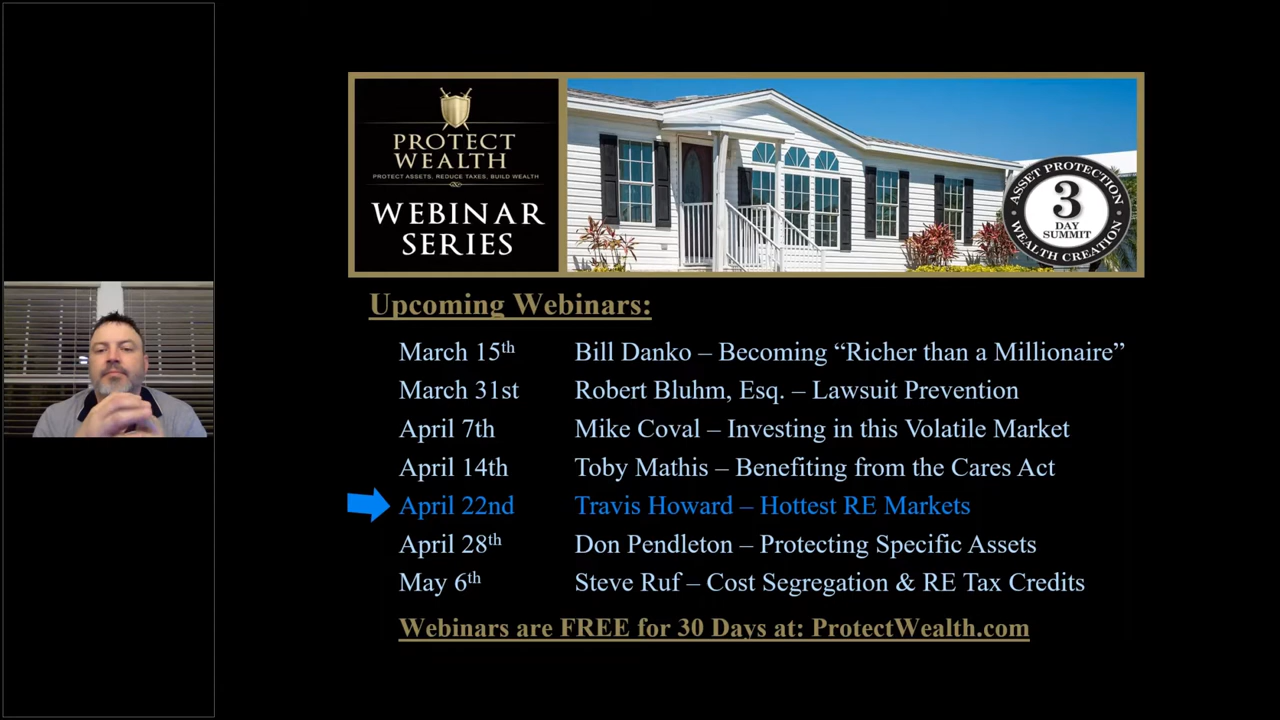 PROTECT
WEALTH
PROTECT ASSETS, REDUCE TAXES, BUILD WEALTH
WEBINAR
SERIES
ASSET PROTECTION
3
DAY
SUMMIT
WEALTH CREATION
Upcoming Webinars:
March 15th Bill Danko – Becoming “Richer than a Millionaire”
March 31st Robert Bluhm, Esq. – Lawsuit Prevention
April 7th Mike Coval – Investing in this Volatile Market
April 14th Toby Mathis – Benefiting from the Cares Act
April 22nd Travis Howard – Hottest RE Markets
April 28th Don Pendleton – Protecting Specific Assets
May 6th Steve Ruf – Cost Segregation & RE Tax Credits
Webinars are FREE for 30 Days at: ProtectWealth.com